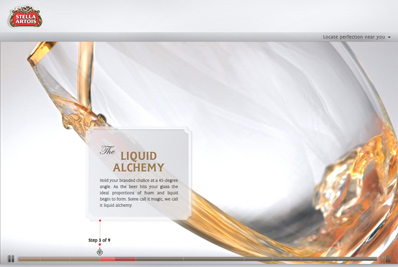 STELLA
ARTOIS
Locate perfection near you
The LIQUID
ALCHEMY
Hold your branded chalice at a 45-degree
angle. As the beer hits your glass the
ideal proportions of foam and liquid
begin to form. Some call it magic, we call
it liquid alchemy.
Step 3 of 9